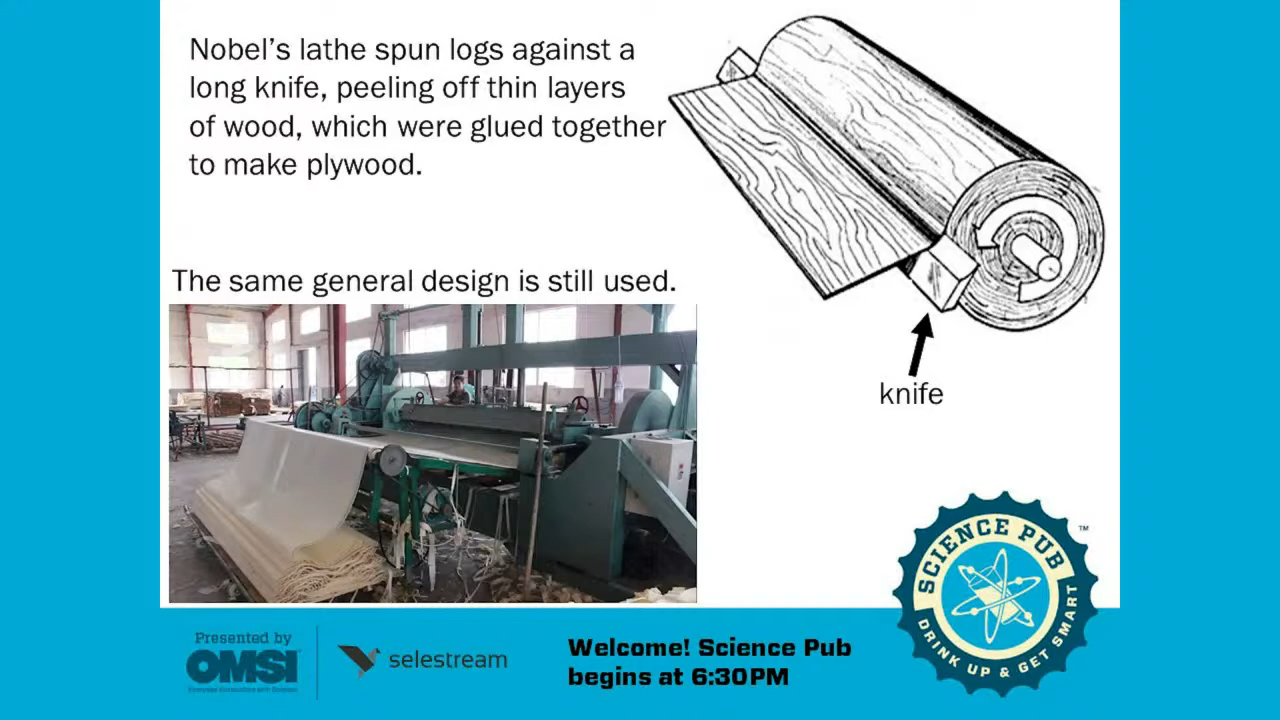 Nobel's lathe spun logs against a
long knife, peeling off thin layers
of wood, which were glued together
to make plywood.
The same general design is still used.
knife
Presented by
OMSI
selestream
Welcome! Science Pub
begins at 6:30PM
SCIENCE PUB
DRINK UP & GET SMART
™